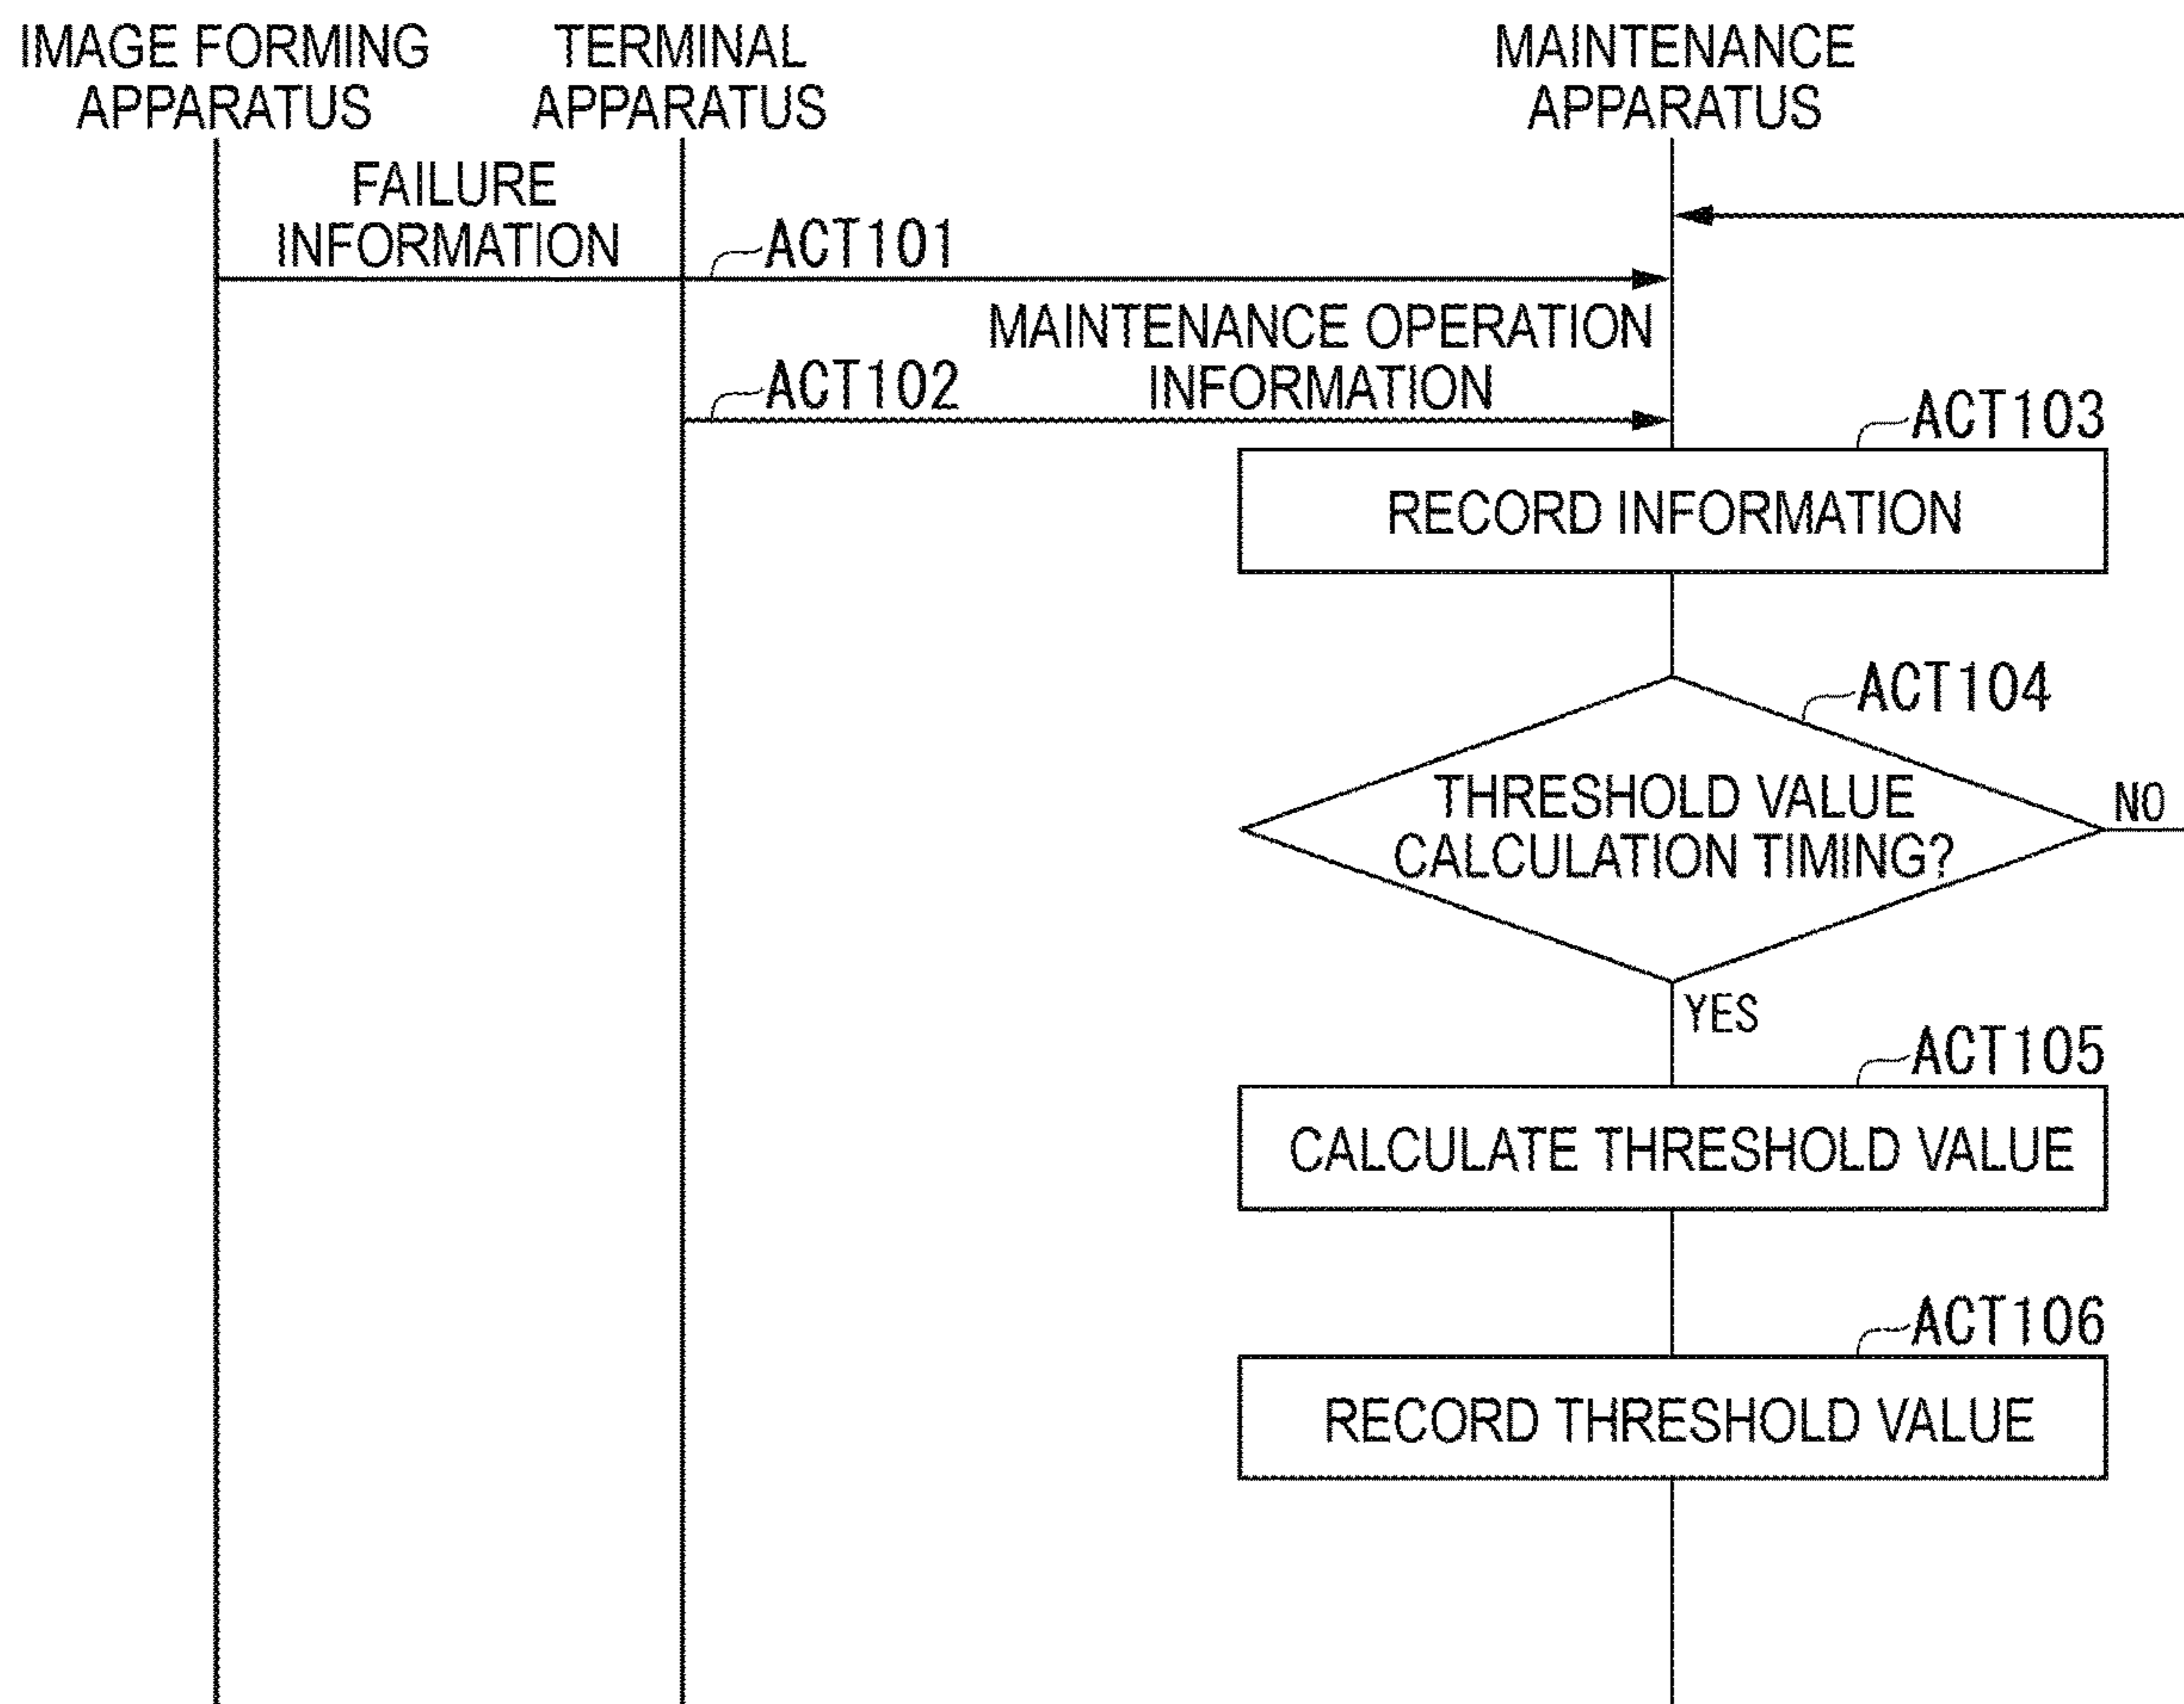 IMAGE FORMING
APPARATUS
TERMINAL
APPARATUS
MAINTENANCE
APPARATUS
FAILURE
INFORMATION
ACT101
MAINTENANCE OPERATION
INFORMATION
ACT102
ACT103
RECORD INFORMATION
ACT104
THRESHOLD VALUE
CALCULATION TIMING?
NO
YES
ACT105
CALCULATE THRESHOLD VALUE
ACT106
RECORD THRESHOLD VALUE